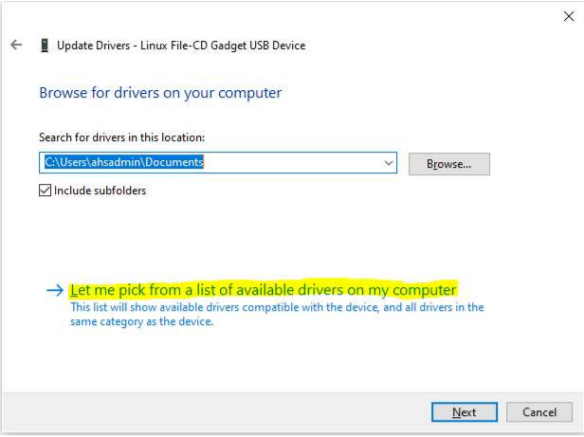 Update Drivers - Linux File-CD Gadget USB Device
Browse for drivers on your computer
Search for drivers in this location:
C:\Users\ahsadmin\Documents
Browse...
Include subfolders
Let me pick from a list of available drivers on my computer
This list will show available drivers compatible with the device, and all drivers in the
same category as the device.
Next
Cancel